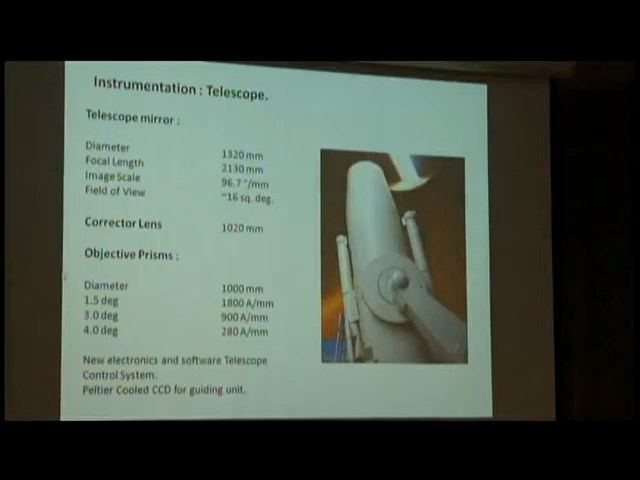 Instrumentation : Telescope.
Telescope mirror :
Diameter 1320 mm
Focal Length 2130 mm
Image Scale 96.7 "/mm
Field of View ~16 sq. deg.
Corrector Lens 1020 mm
Objective Prisms :
Diameter 1000 mm
1.5 deg 1800 A/mm
3.0 deg 900 A/mm
4.0 deg 280 A/mm
New electronics and software Telescope
Control System.
Peltier Cooled CCD for guiding unit.